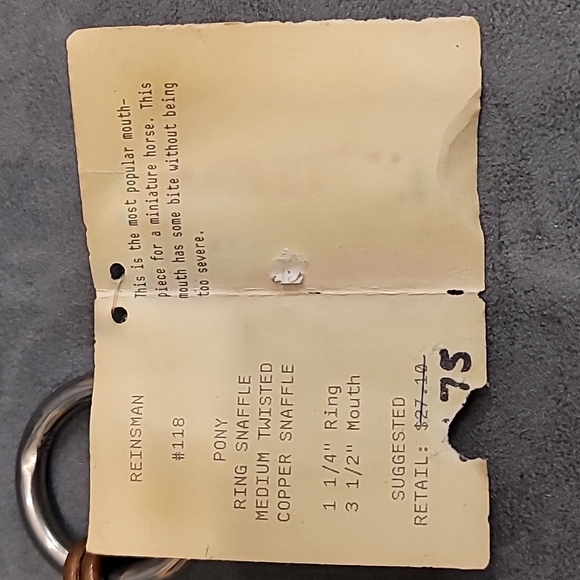 This is the most popular mouth-
piece for a miniature horse. This
mouth has some bite without being
too severe.
REINSMAN
#118
PONY
RING SNAFFLE
MEDIUM TWISTED
COPPER SNAFFLE
1 1/4" Ring
3 1/2" Mouth
SUGGESTED
RETAIL: $27.10
75